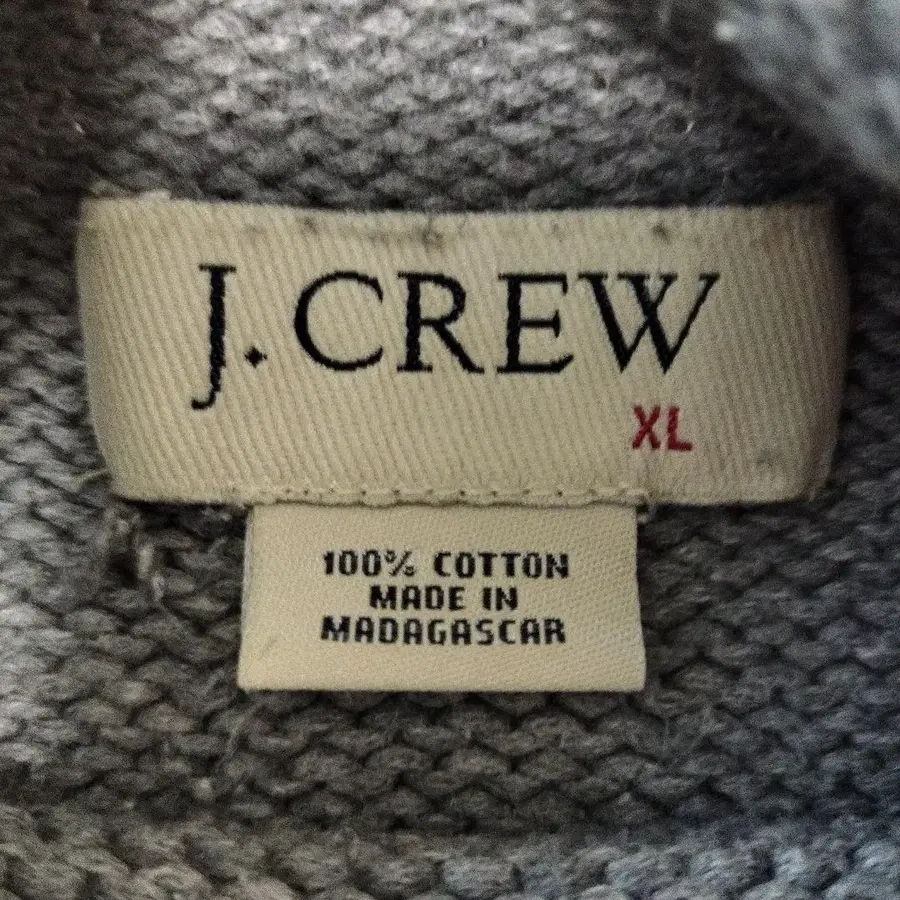 J.CREW
XL
100% COTTON
MADE IN
MADAGASCAR